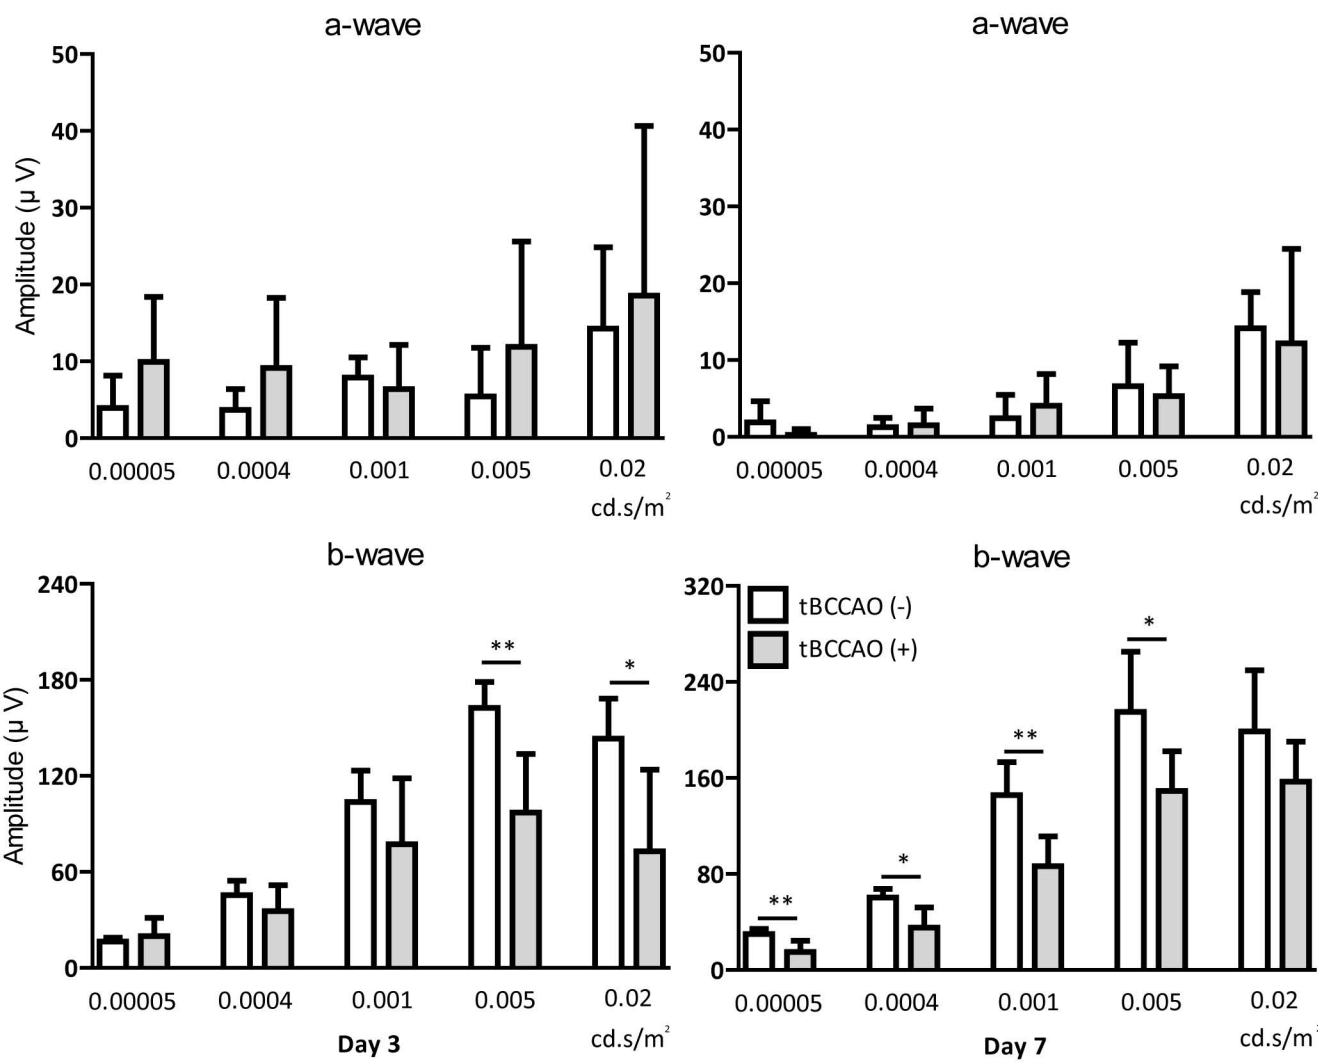 a-wave
50
40
30
20
10
0
Amplitude (µ V)
0.00005 0.0004 0.001 0.005 0.02
cd.s/m²
a-wave
50
40
30
20
10
0
0.00005 0.0004 0.001 0.005 0.02
cd.s/m²
b-wave
240
180
120
60
0
Amplitude (µ V)
** *
0.00005 0.0004 0.001 0.005 0.02
cd.s/m²
Day 3
b-wave
320
240
160
80
0
tBCCAO (-)
tBCCAO (+)
** * ** *
0.00005 0.0004 0.001 0.005 0.02
cd.s/m²
Day 7